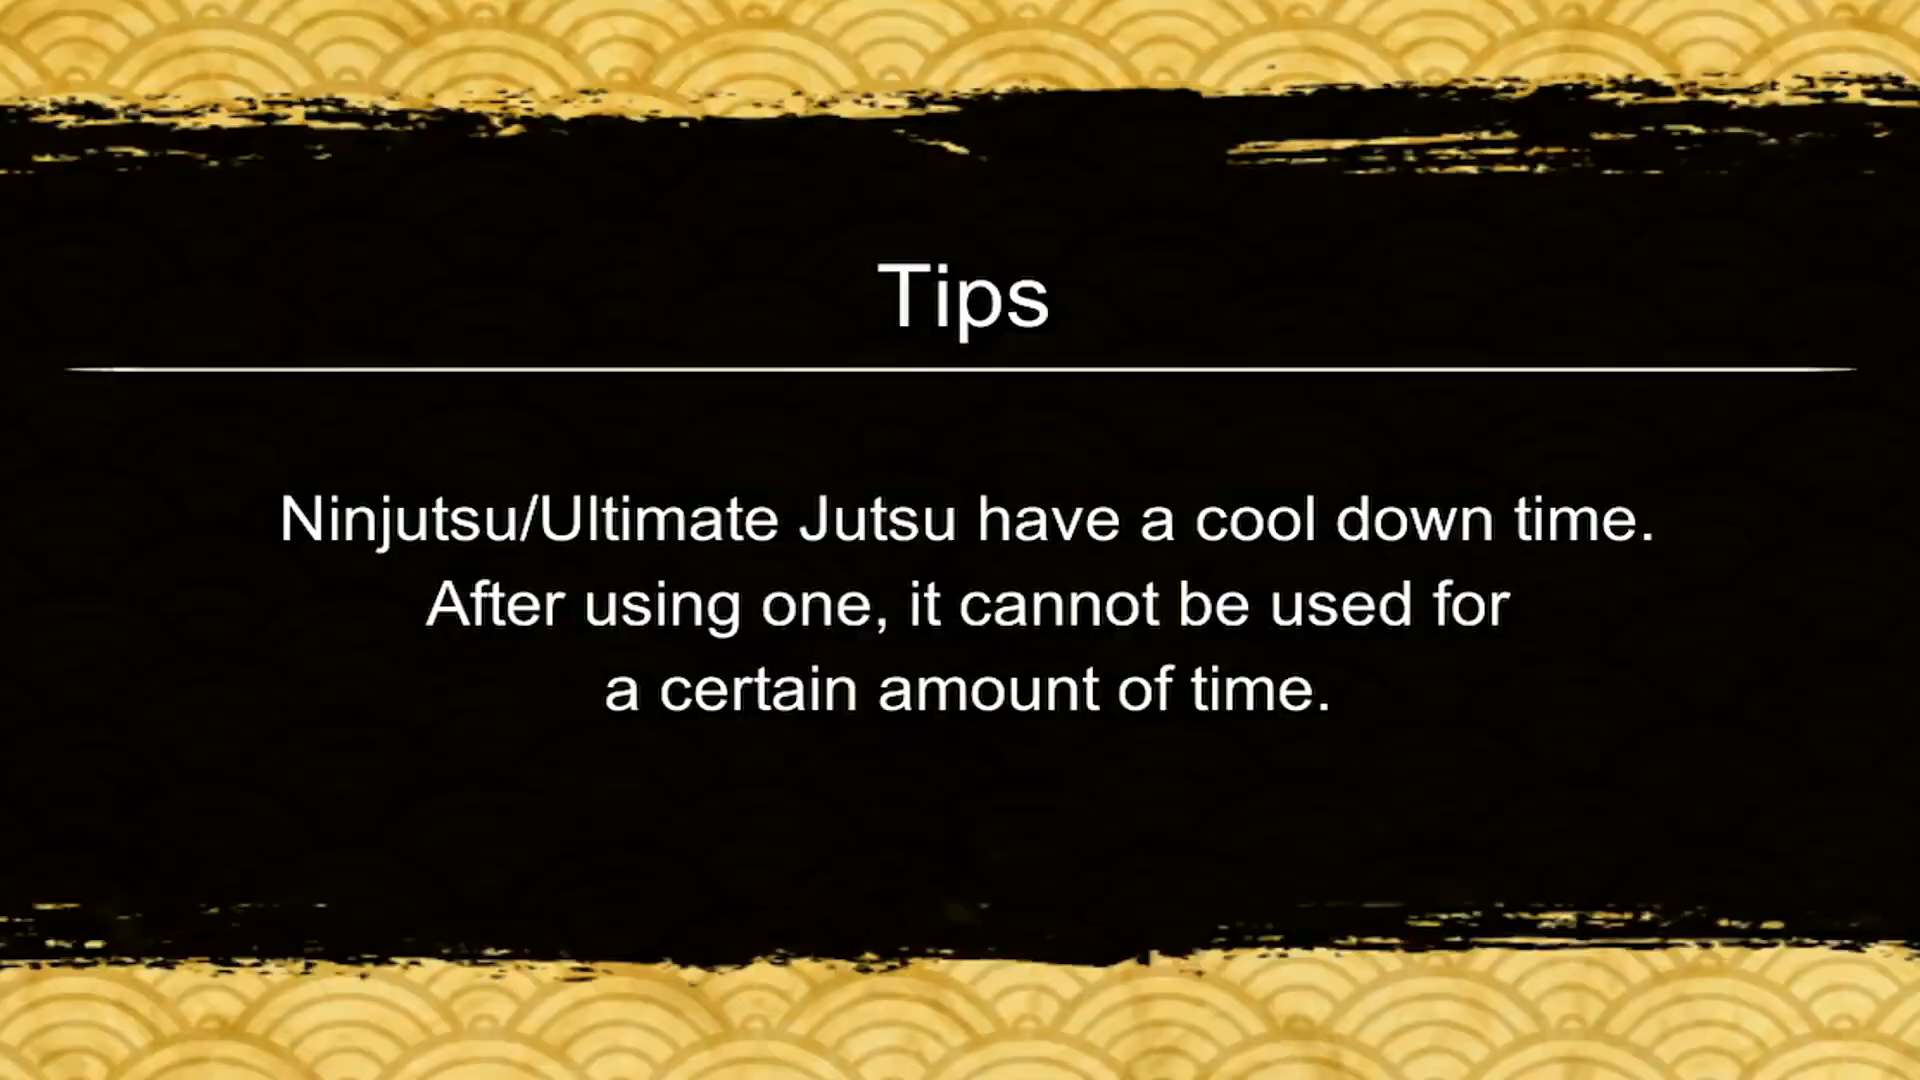 Tips
Ninjutsu/Ultimate Jutsu have a cool down time.
After using one, it cannot be used for
a certain amount of time.